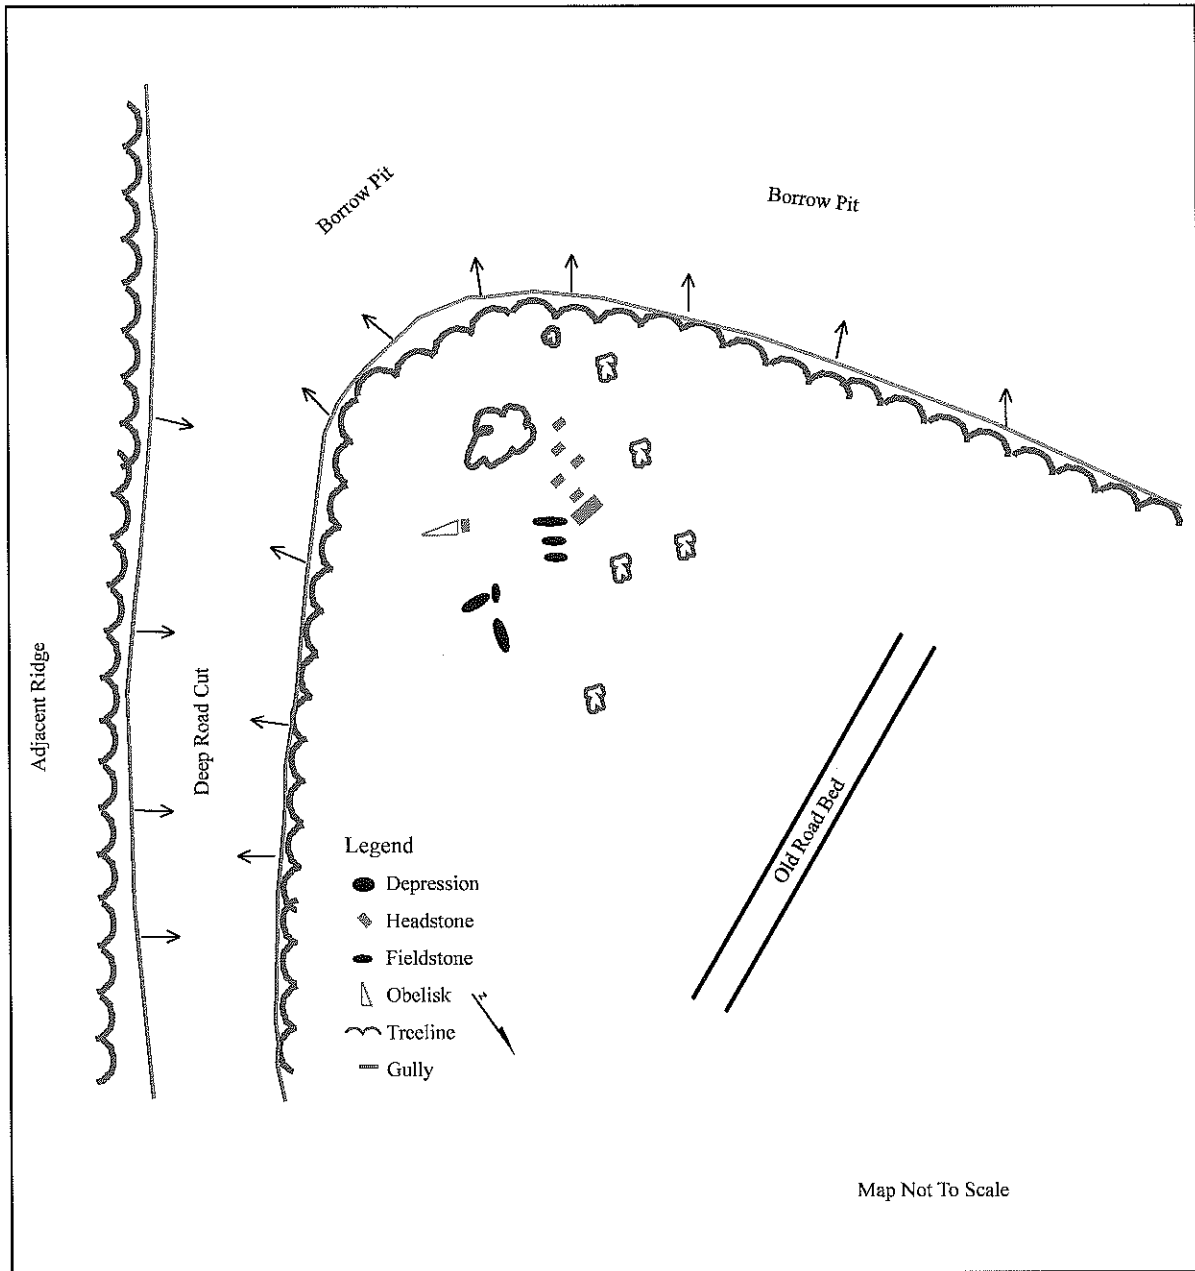 Borrow Pit
Borrow Pit
Adjacent Ridge
Deep Road Cut
Old Road Bed
Legend
Depression
Headstone
Fieldstone
Obelisk
Treeline
Gully
N
Map Not To Scale